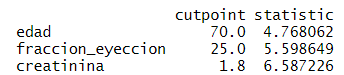 cutpoint statistic
edad 70.0 4.768062
fraccion_eyeccion 25.0 5.598649
creatinina 1.8 6.587226